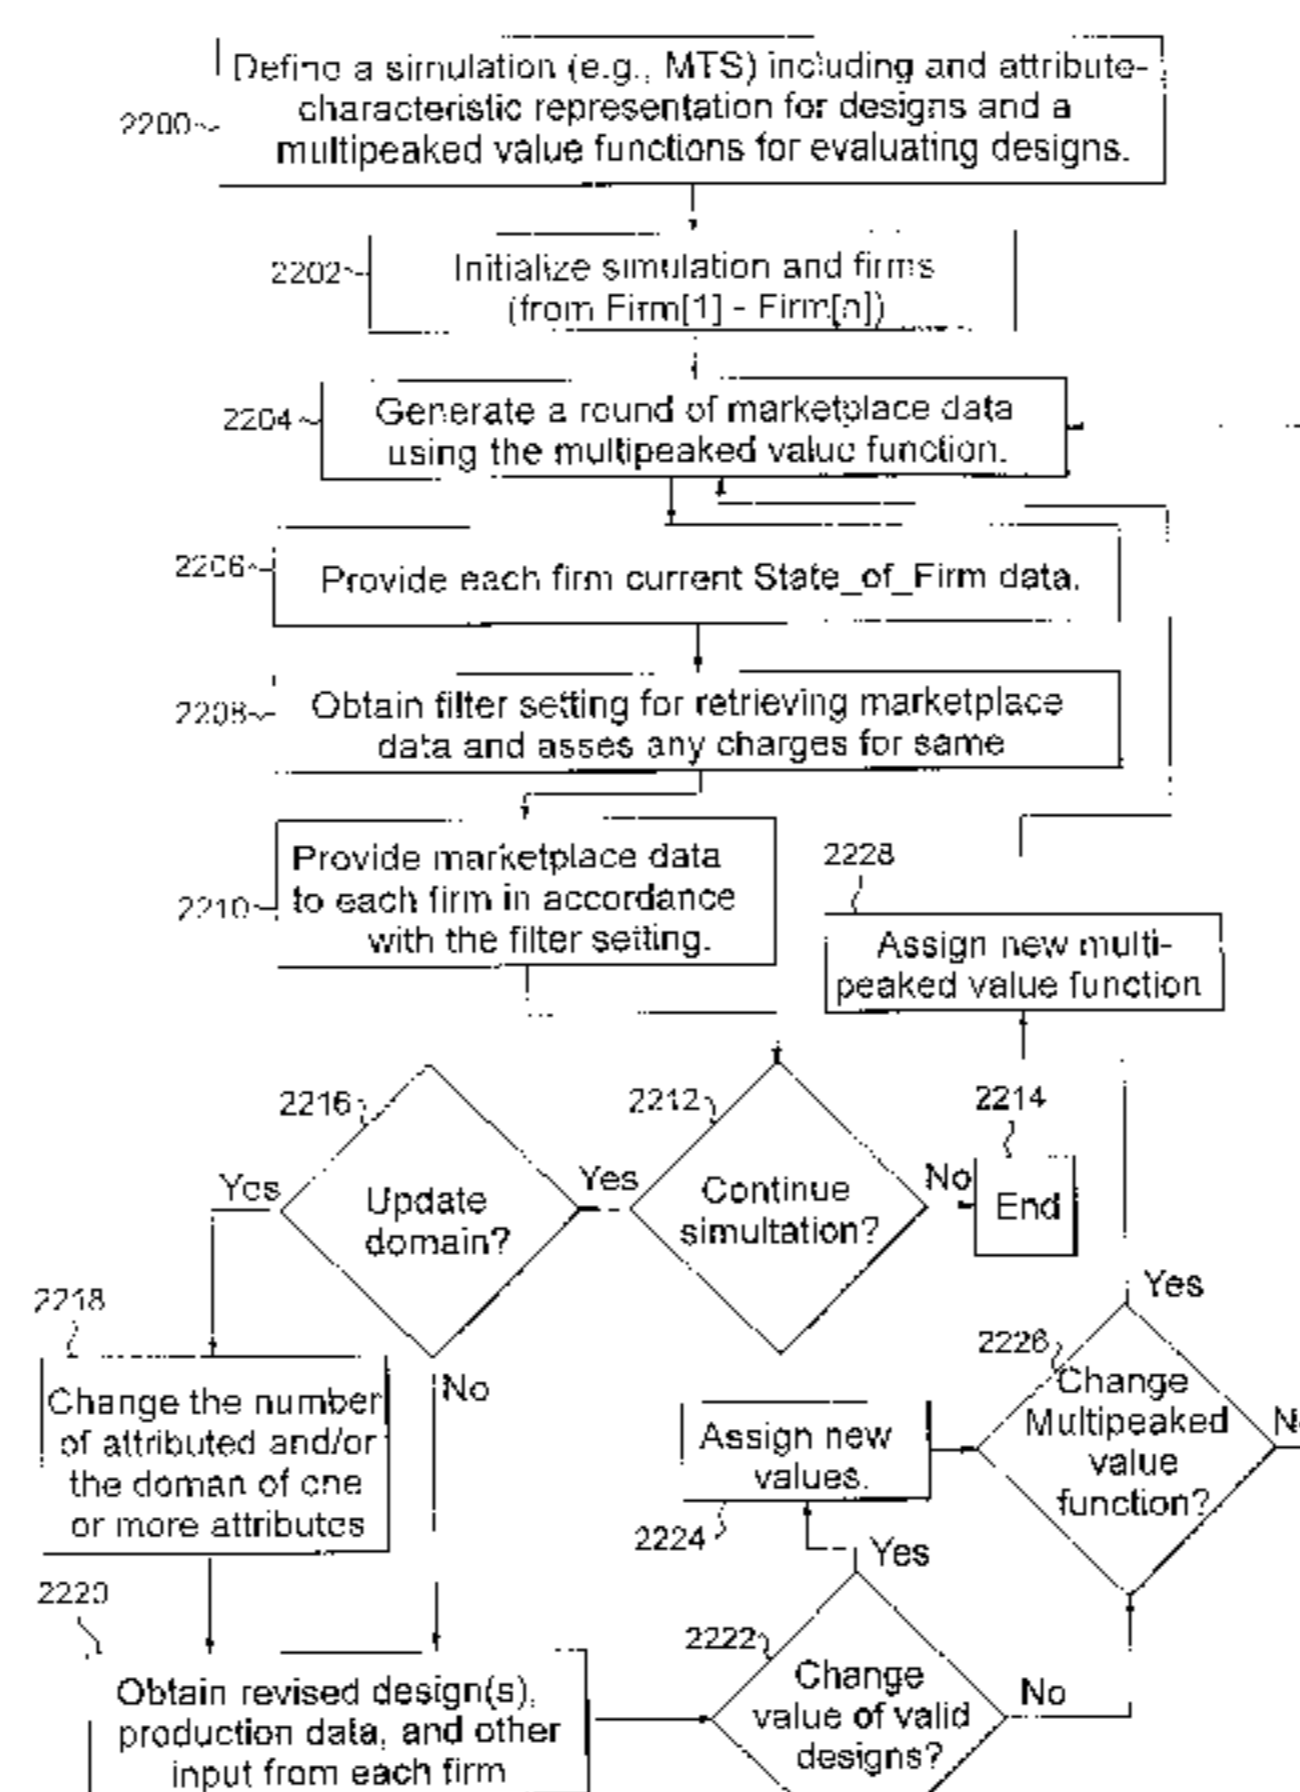 Define a simulation (e.g., MTS) including and attribute-
2200
characteristic representation for designs and a
multipeaked value functions for evaluating designs.
2202
Initialize simulation and firms
(from Firm[1] - Firm[n])
2204
Generate a round of marketplace data
using the multipeaked value function.
2206
Provide each firm current State_of_Firm data.
2208
Obtain filter setting for retrieving marketplace
data and asses any charges for same
2210
Provide marketplace data
to each firm in accordance
with the filter setting.
2228
Assign new multi-
peaked value function
2216
Update
domain?
Yes
Yes
No
2212
Continue
simultation?
No
2214
End
2218
Change the number
of attributed and/or
the doman of one
or more attributes
2220
Obtain revised design(s),
production data, and other
input from each firm
2222
Change
value of valid
designs?
Yes
No
2224
Assign new
values.
2226
Change
Multipeaked
value
function?
Yes